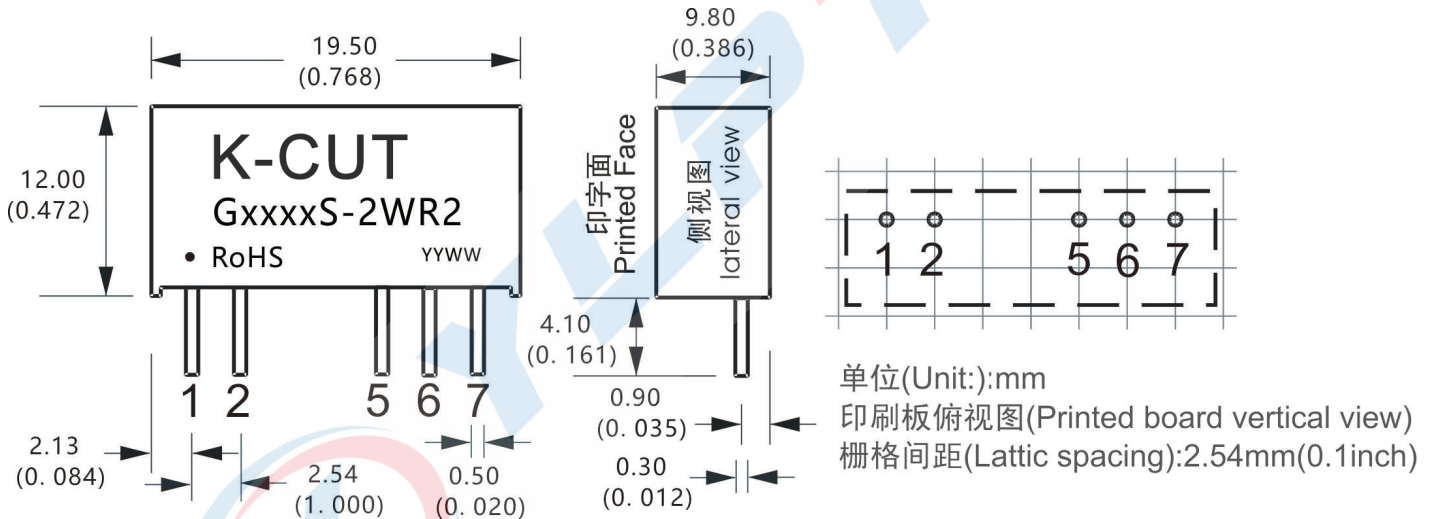 19.50
(0.768)
9.80
(0.386)
12.00
(0.472)
K-CUT
GxxxxS-2WR2
RoHS
YYWW
印字面
Printed Face
侧视图
lateral view
1 2 5 6 7
4.10
(0. 161)
1 2 5 6 7
2.13
(0. 084)
2.54
(1. 000)
0.50
(0. 020)
0.90
(0. 035)
0.30
(0. 012)
单位(Unit:):mm
印刷板俯视图(Printed board vertical view)
栅格间距(Lattic spacing):2.54mm(0.1inch)